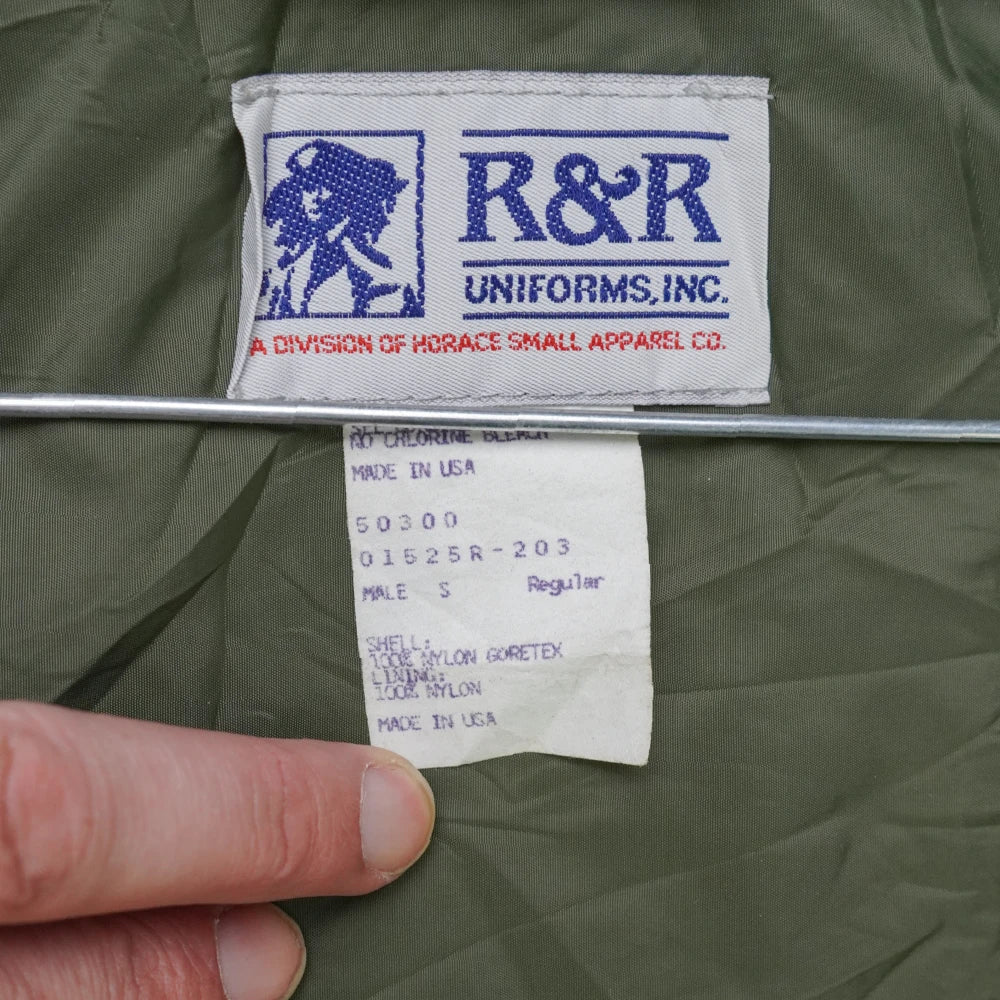 R&R
UNIFORMS, INC.
A DIVISION OF HORACE SMALL APPAREL CO.
NO CHLORINE BLEACH
MADE IN USA
50300
01525R-203
MALE S Regular
SHELL:
100% NYLON GORETEX
LINING:
100% NYLON
MADE IN USA